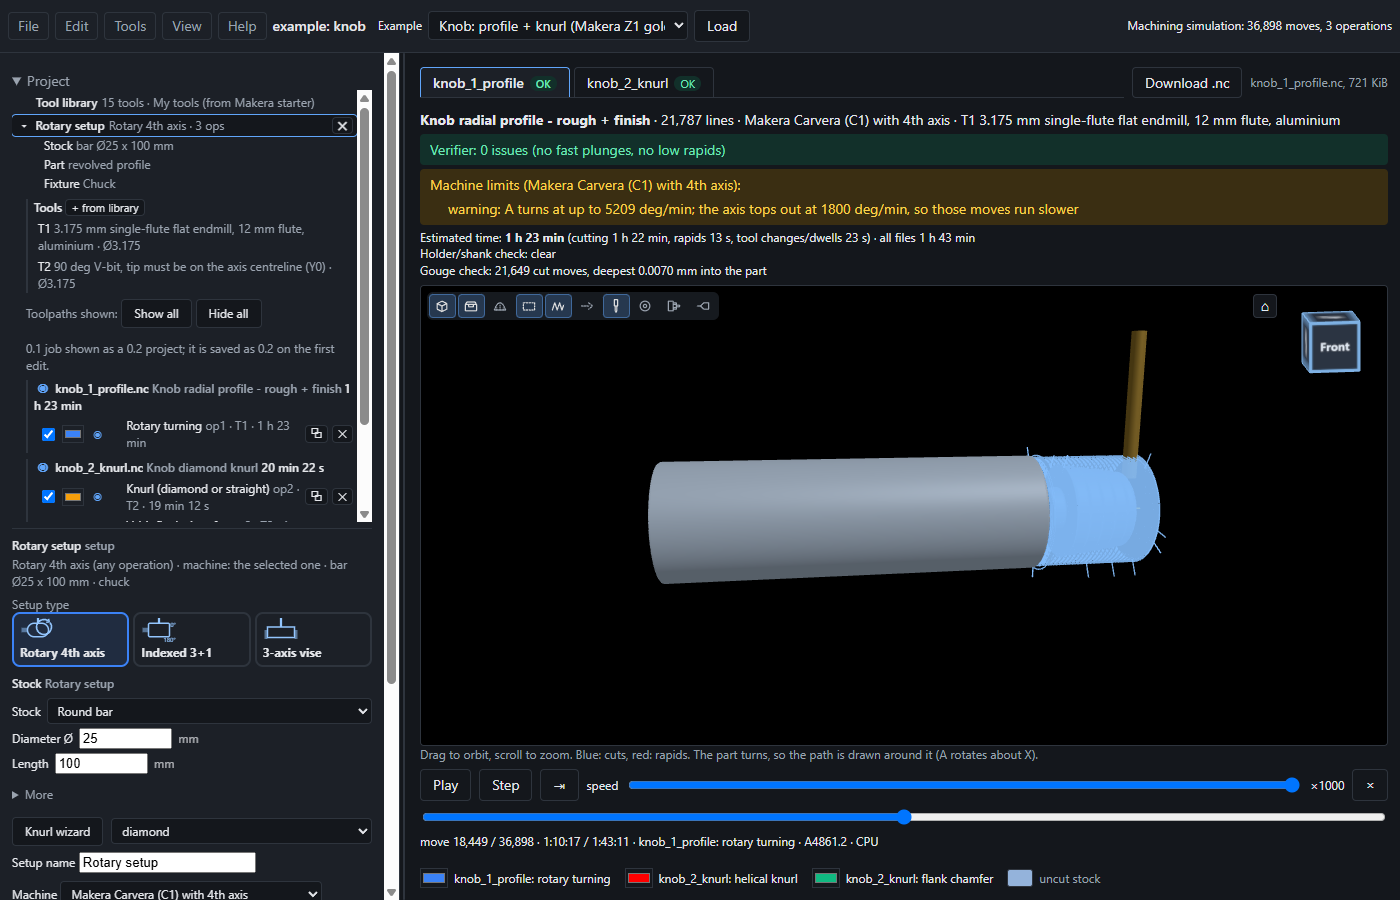 File Edit Tools View Help example: knob Example Knob: profile + knurl (Makera Z1 gol Load Machining simulation: 36,898 moves, 3 operations
Project
Tool library 15 tools · My tools (from Makera starter)
Rotary setup Rotary 4th axis · 3 ops
Stock bar Ø25 x 100 mm
Part revolved profile
Fixture Chuck
Tools + from library
T1 3.175 mm single-flute flat endmill, 12 mm flute,
aluminium · Ø3.175
T2 90 deg V-bit, tip must be on the axis centreline (Y0) ·
Ø3.175
Toolpaths shown: Show all Hide all
0.1 job shown as a 0.2 project; it is saved as 0.2 on the first
edit.
knob_1_profile.nc Knob radial profile - rough + finish 1
h 23 min
Rotary turning op1 · T1 · 1 h 23
min
knob_2_knurl.nc Knob diamond knurl 20 min 22 s
Knurl (diamond or straight) op2 ·
T2 · 19 min 12 s
Rotary setup setup
Rotary 4th axis (any operation) · machine: the selected one · bar
Ø25 x 100 mm · chuck
Setup type
Rotary 4th axis Indexed 3+1 3-axis vise
Stock Rotary setup
Stock Round bar
Diameter Ø 25 mm
Length 100 mm
More
Knurl wizard diamond
Setup name Rotary setup
Machine Makera Carvera (C1) with 4th axis
knob_1_profile OK knob_2_knurl OK Download .nc knob_1_profile.nc, 721 KiB
Knob radial profile - rough + finish · 21,787 lines · Makera Carvera (C1) with 4th axis · T1 3.175 mm single-flute flat endmill, 12 mm flute, aluminium
Verifier: 0 issues (no fast plunges, no low rapids)
Machine limits (Makera Carvera (C1) with 4th axis):
warning: A turns at up to 5209 deg/min; the axis tops out at 1800 deg/min, so those moves run slower
Estimated time: 1 h 23 min (cutting 1 h 22 min, rapids 13 s, tool changes/dwells 23 s) · all files 1 h 43 min
Holder/shank check: clear
Gouge check: 21,649 cut moves, deepest 0.0070 mm into the part
Front
Drag to orbit, scroll to zoom. Blue: cuts, red: rapids. The part turns, so the path is drawn around it (A rotates about X).
Play Step speed ×1000 ×
move 18,449 / 36,898 · 1:10:17 / 1:43:11 · knob_1_profile: rotary turning · A4861.2 · CPU
knob_1_profile: rotary turning knob_2_knurl: helical knurl knob_2_knurl: flank chamfer uncut stock